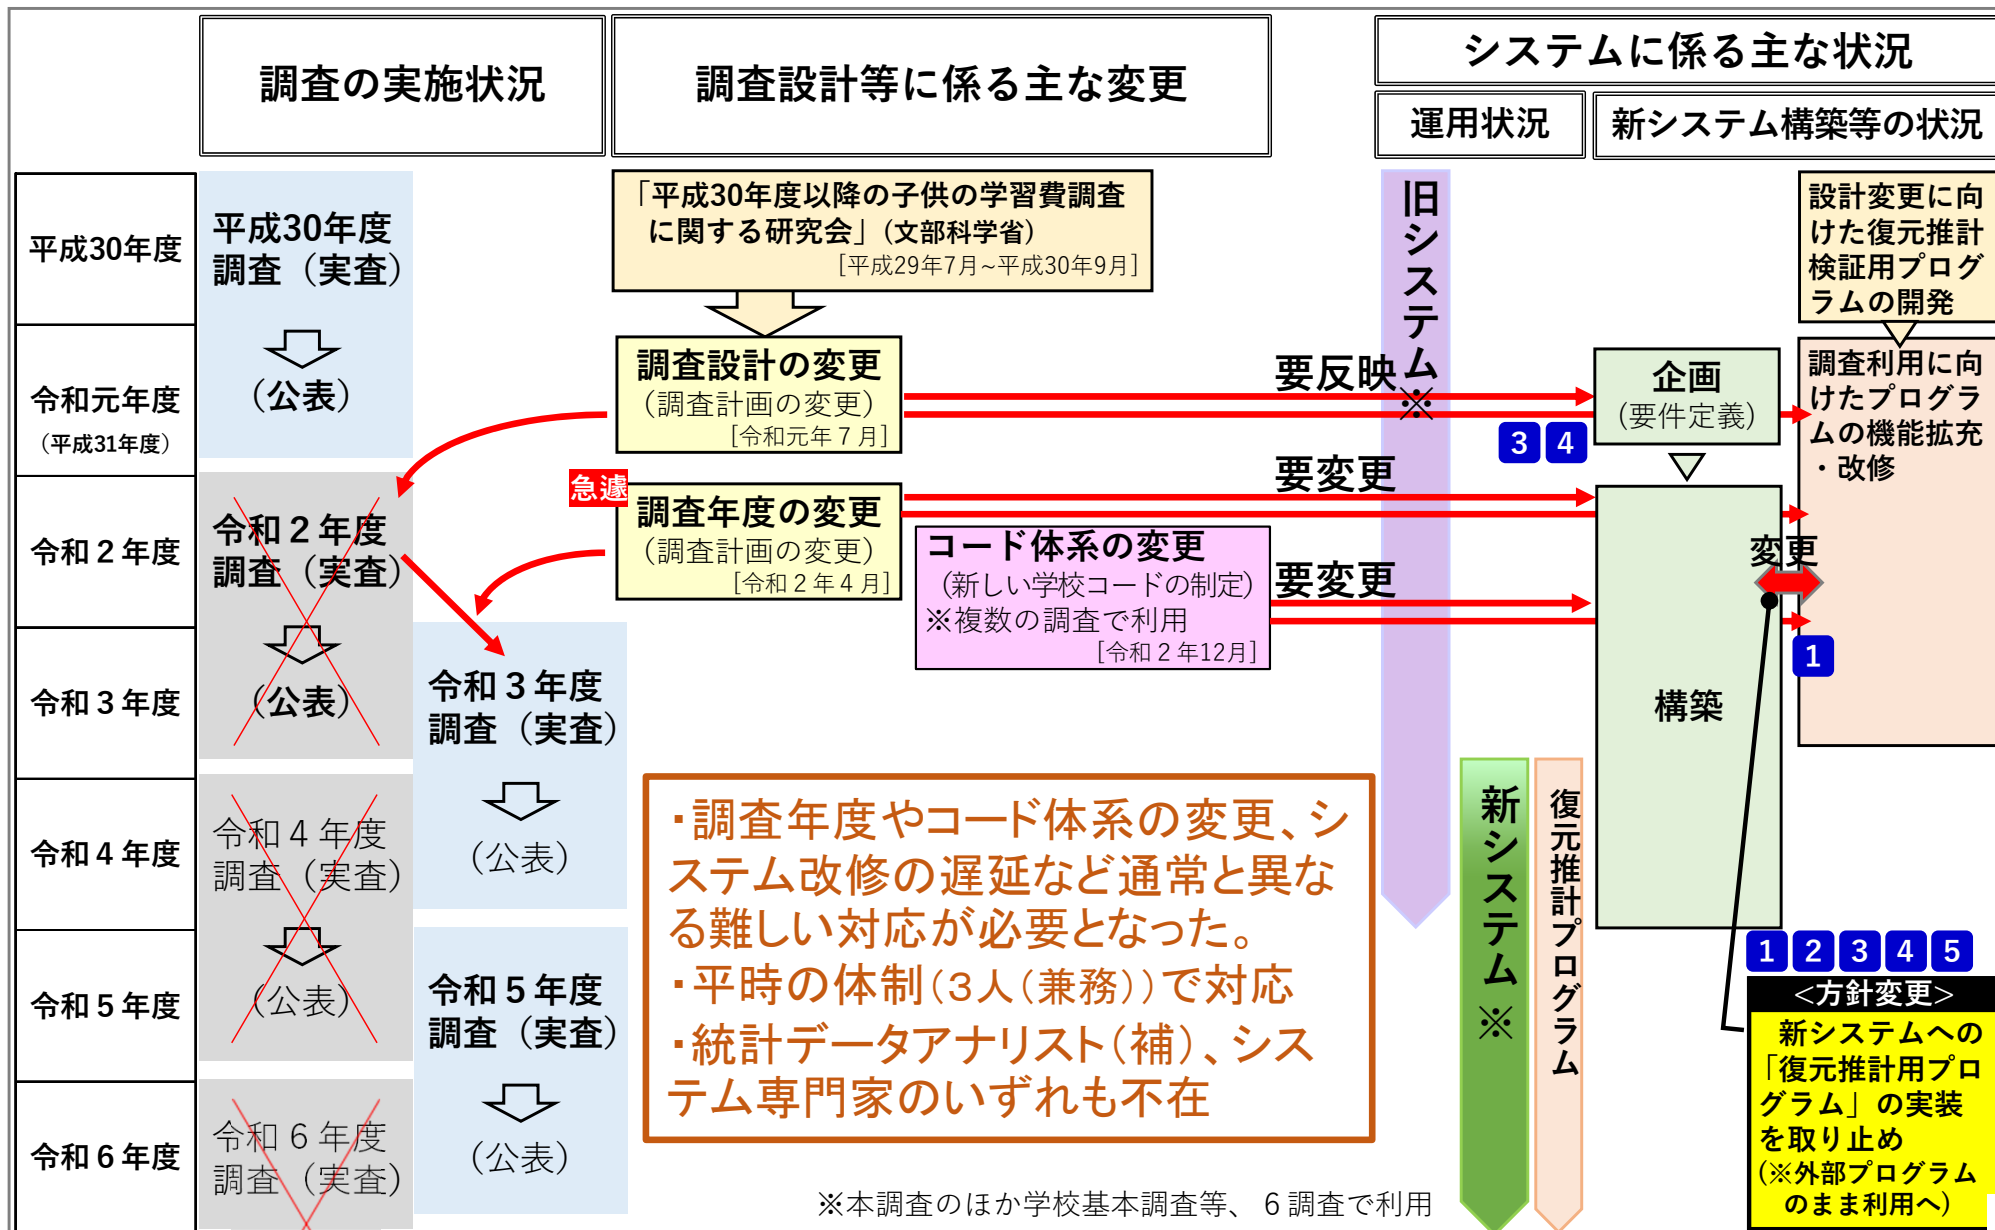 調査の実施状況
調査設計等に係る主な変更
システムに係る主な状況
運用状況
新システム構築等の状況
平成30年度
令和元年度
（平成31年度）
令和２年度
令和３年度
令和４年度
令和５年度
令和６年度
平成30年度
調査（実査）
（公表）
令和２年度
調査（実査）
（公表）
令和４年度
調査（実査）
（公表）
令和６年度
調査（実査）
令和３年度
調査（実査）
（公表）
令和５年度
調査（実査）
（公表）
「平成30年度以降の子供の学習費調査
に関する研究会」（文部科学省）
［平成29年7月~平成30年9月］
調査設計の変更
（調査計画の変更）
［令和元年７月］
急遽
調査年度の変更
（調査計画の変更）
［令和２年４月］
コード体系の変更
（新しい学校コードの制定）
※複数の調査で利用
［令和２年12月］
要反映
要変更
要変更
旧システム※
新システム※
復元推計プログラム
3 4
企画
（要件定義）
構築
設計変更に向
けた復元推計
検証用プログ
ラムの開発
調査利用に向
けたプログラ
ムの機能拡充
・改修
変更
1
1 2 3 4 5
<方針変更>
新システムへの
「復元推計用プロ
グラム」の実装
を取り止め
(※外部プログラム
のまま利用へ)
・調査年度やコード体系の変更、シ
ステム改修の遅延など通常と異な
る難しい対応が必要となった。
・平時の体制（３人（兼務））で対応
・統計データアナリスト（補）、シス
テム専門家のいずれも不在
※本調査のほか学校基本調査等、６調査で利用